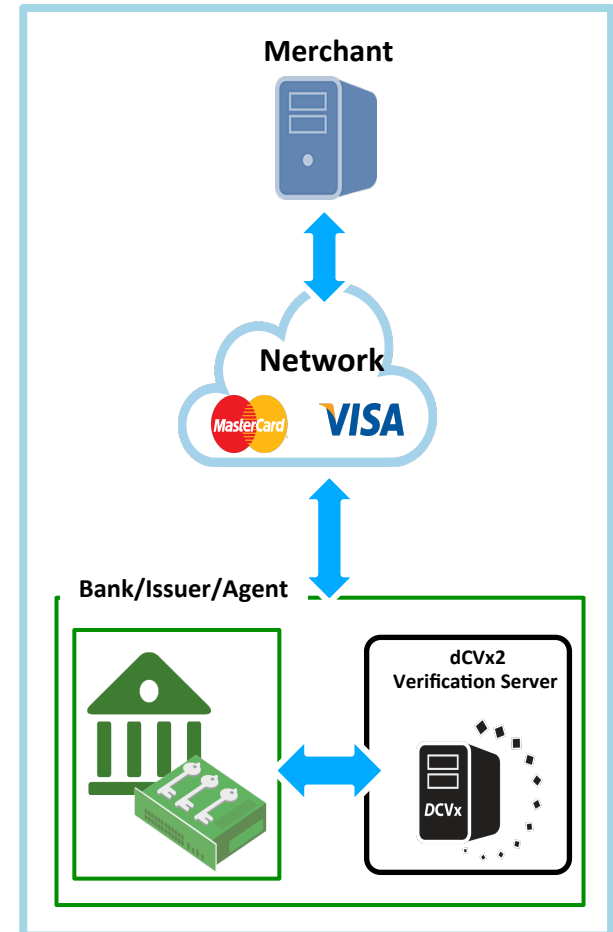 Merchant
Network
MasterCard
VISA
Bank/Issuer/Agent
dCVx2
Verification Server
DCVx